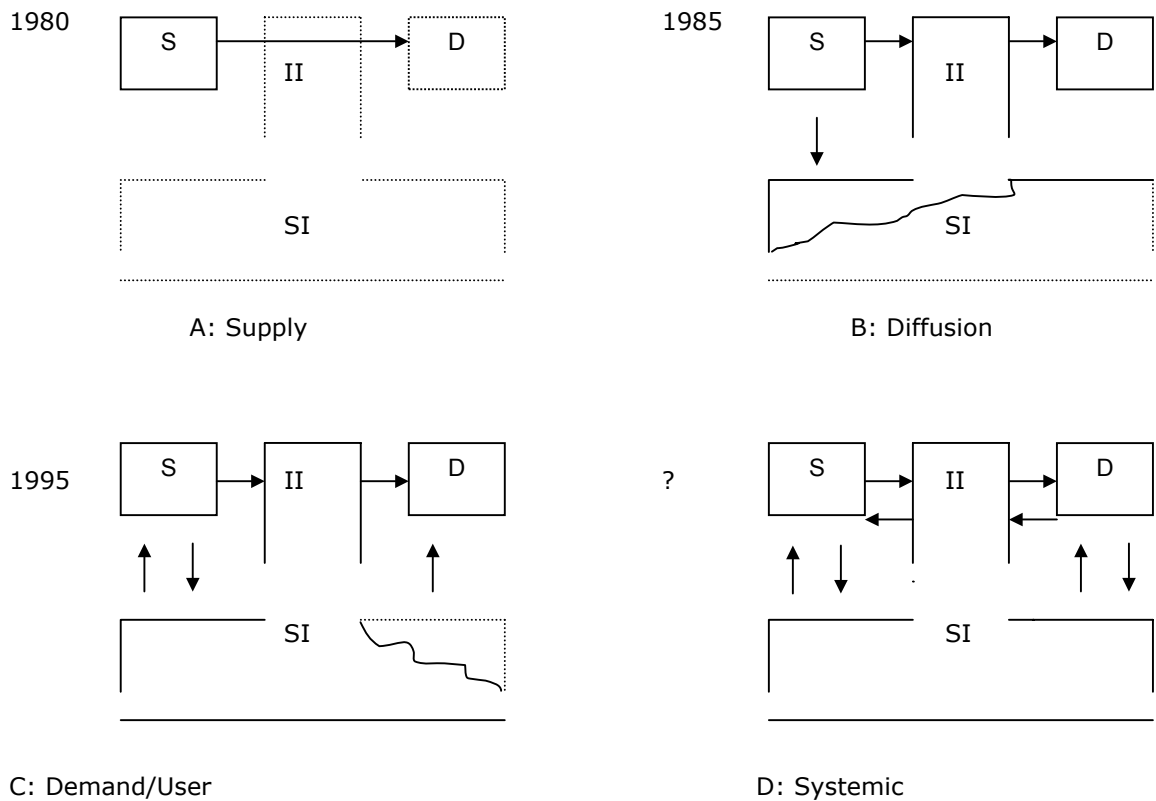 1980
S
D
II
SI
A: Supply
1985
S
D
II
SI
B: Diffusion
1995
S
II
D
SI
C: Demand/User
?
S
II
D
SI
D: Systemic